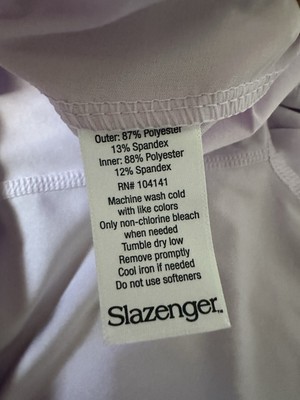 Outer: 87% Polyester
13% Spandex
Inner: 88% Polyester
12% Spandex
RN# 104141
Machine wash cold
with like colors
Only non-chlorine bleach
when needed
Tumble dry low
Remove promptly
Cool iron if needed
Do not use softeners
Slazenger™